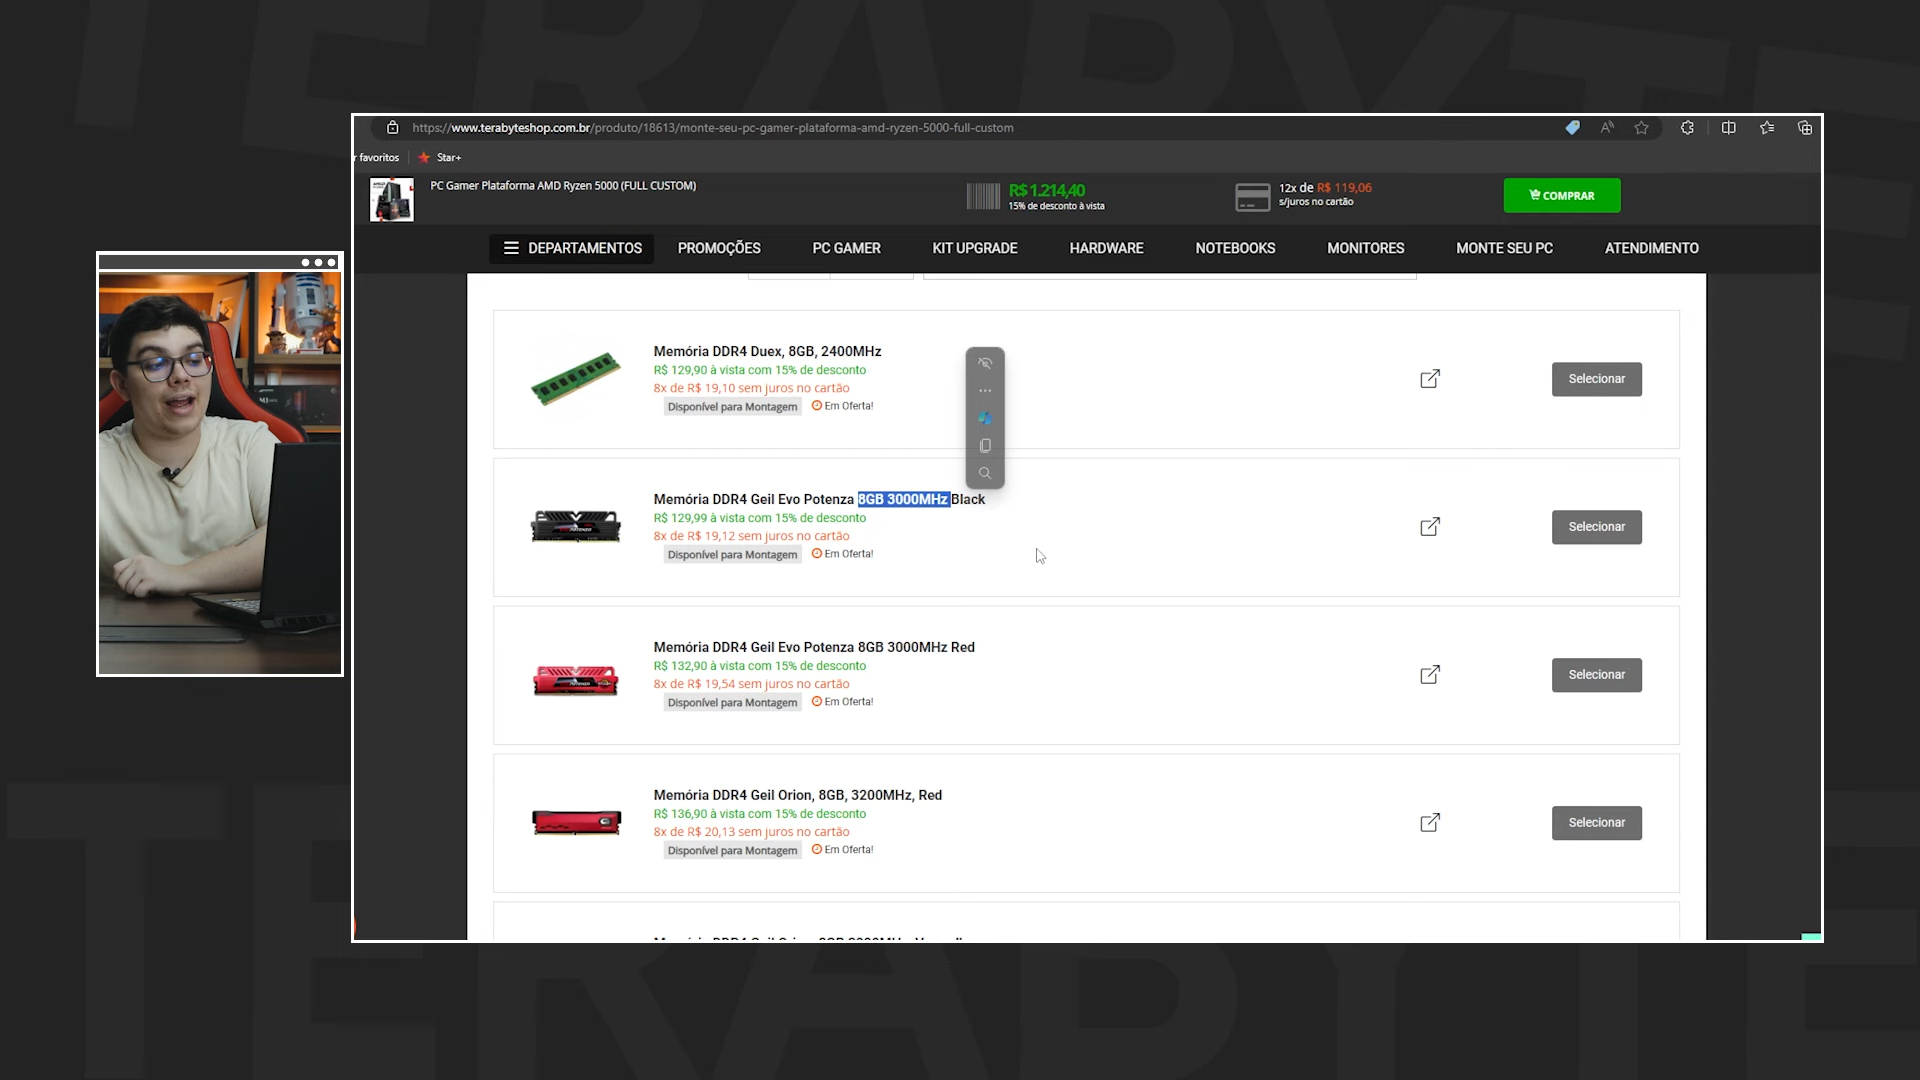 TERABYTE
https://www.terabyteshop.com.br/produto/18613/monte-seu-pc-gamer-plataforma-amd-ryzen-5000-full-custom
r favoritos
Star+
PC Gamer Plataforma AMD Ryzen 5000 (FULL CUSTOM)
R$ 1.214,40
15% de desconto à vista
12x de R$ 119,06
s/juros no cartão
COMPRAR
DEPARTAMENTOS PROMOÇÕES PC GAMER KIT UPGRADE HARDWARE NOTEBOOKS MONITORES MONTE SEU PC ATENDIMENTO
Memória DDR4 Duex, 8GB, 2400MHz
R$ 129,90 à vista com 15% de desconto
8x de R$ 19,10 sem juros no cartão
Disponível para Montagem Em Oferta!
Selecionar
Memória DDR4 Geil Evo Potenza 8GB 3000MHz Black
R$ 129,99 à vista com 15% de desconto
8x de R$ 19,12 sem juros no cartão
Disponível para Montagem Em Oferta!
Selecionar
Memória DDR4 Geil Evo Potenza 8GB 3000MHz Red
R$ 132,90 à vista com 15% de desconto
8x de R$ 19,54 sem juros no cartão
Disponível para Montagem Em Oferta!
Selecionar
Memória DDR4 Geil Orion, 8GB, 3200MHz, Red
R$ 136,90 à vista com 15% de desconto
8x de R$ 20,13 sem juros no cartão
Disponível para Montagem Em Oferta!
Selecionar
TERABYTE